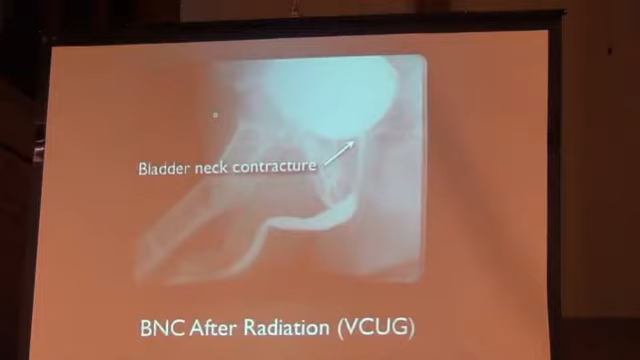 Bladder neck contracture
BNC After Radiation (VCUG)